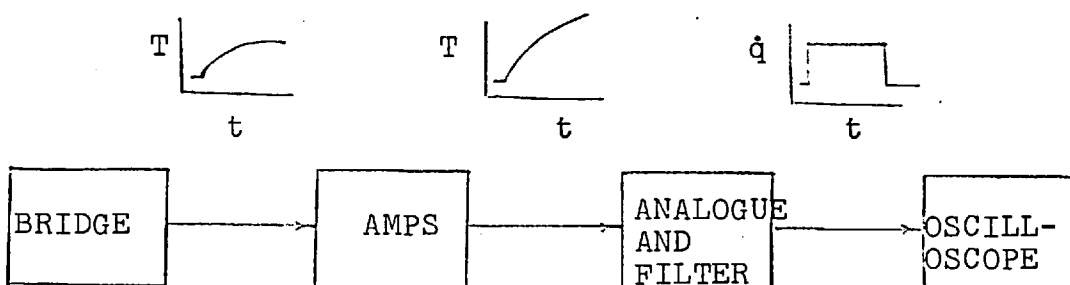 T
T
q̇
t
t
t
BRIDGE
AMPS
ANALOGUE
AND
FILTER
OSCILL-
OSCOPE